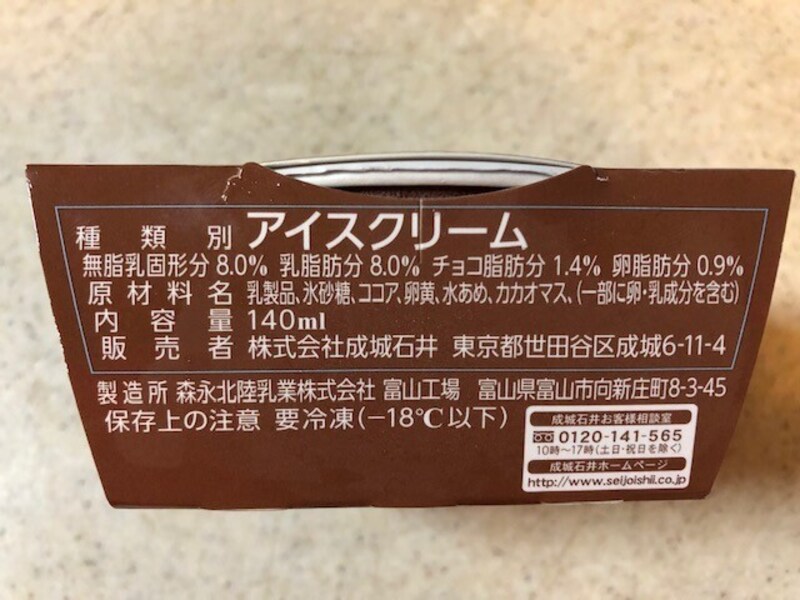 種類別 アイスクリーム
無脂乳固形分 8.0% 乳脂肪分 8.0% チョコ脂肪分 1.4% 卵脂肪分 0.9%
原材料名 乳製品、氷砂糖、ココア、卵黄、水あめ、カカオマス、(一部に卵・乳成分を含む)
内容量 140ml
販売者 株式会社成城石井 東京都世田谷区成城6-11-4
製造所 森永北陸乳業株式会社 富山工場 富山県富山市向新庄町8-3-45
保存上の注意 要冷凍(-18℃以下)
成城石井お客様相談室
0120-141-565
10時~17時(土日・祝日を除く)
成城石井ホームページ
http://www.seijoishii.co.jp